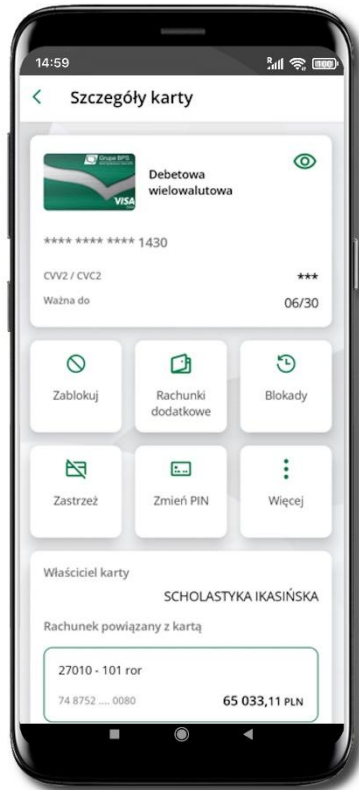 14:59
Szczegóły karty
Grupa BPS
VISA
Debetowa
wielowalutowa
**** **** **** 1430
CVV2 / CVC2 ***
Ważna do 06/30
Zablokuj
Rachunki
dodatkowe
Blokady
Zastrzeż
Zmień PIN
Więcej
Właściciel karty
SCHOLASTYKA IKASIŃSKA
Rachunek powiązany z kartą
27010 - 101 ror
74 8752 .... 0080 65 033,11 PLN